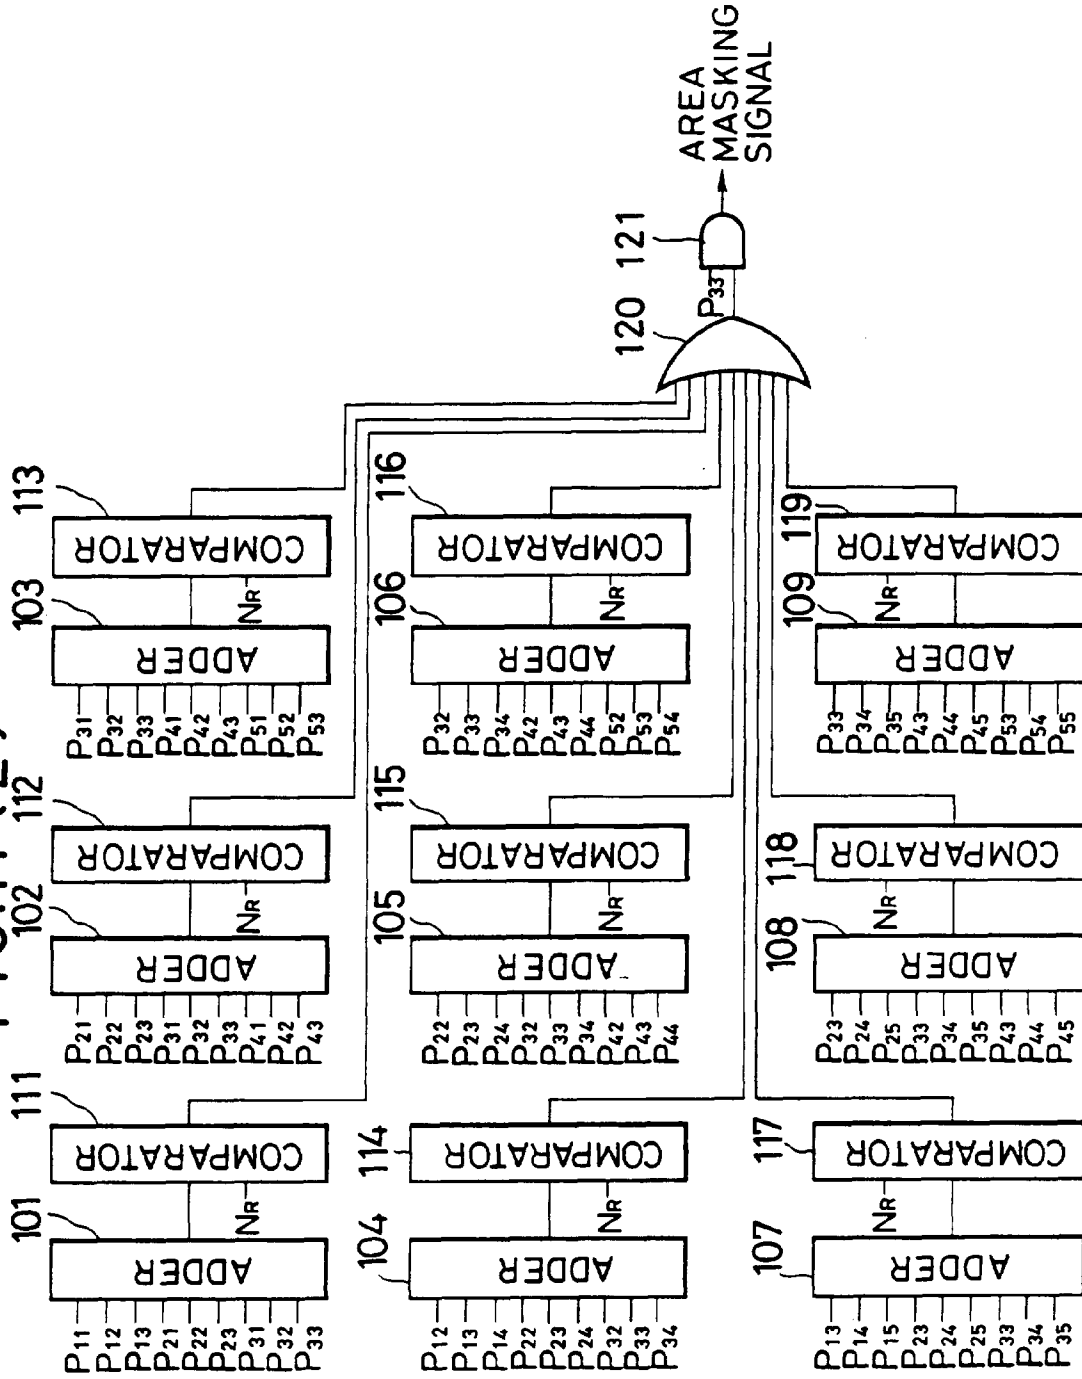 101
111
102
112
103
113
P11
P12
P13
P21
P22
P23
P31
P32
P33
ADDER
NR
COMPARATOR
P21
P22
P23
P31
P32
P33
P41
P42
P43
ADDER
NR
COMPARATOR
P31
P32
P33
P41
P42
P43
P51
P52
P53
ADDER
NR
COMPARATOR
104
114
105
115
106
116
P12
P13
P14
P22
P23
P24
P32
P33
P34
ADDER
NR
COMPARATOR
P22
P23
P24
P32
P33
P34
P42
P43
P44
ADDER
NR
COMPARATOR
P32
P33
P34
P42
P43
P44
P52
P53
P54
ADDER
NR
COMPARATOR
107
117
108
118
109
119
P13
P14
P15
P23
P24
P25
P33
P34
P35
ADDER
NR
COMPARATOR
P23
P24
P25
P33
P34
P35
P43
P44
P45
ADDER
NR
COMPARATOR
P33
P34
P35
P43
P44
P45
P53
P54
P55
ADDER
NR
COMPARATOR
120
P33
121
AREA
MASKING
SIGNAL